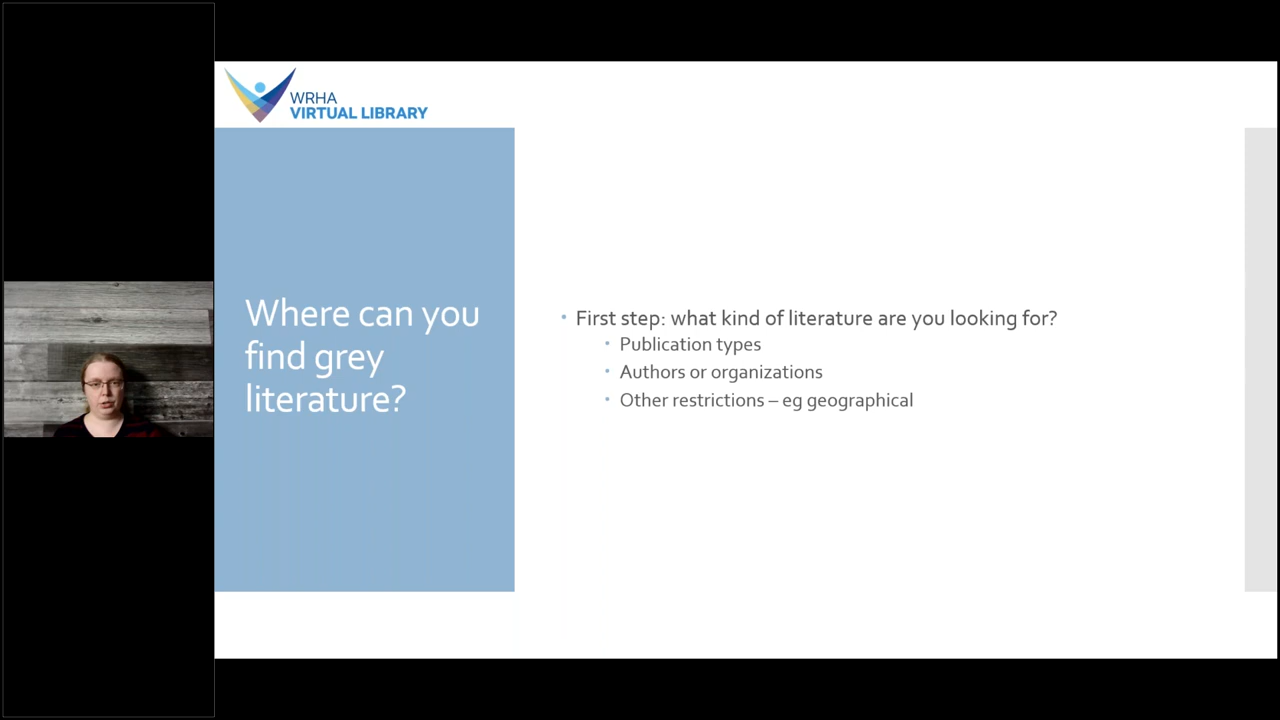 WRHA
VIRTUAL LIBRARY
Where can you
find grey
literature?
• First step: what kind of literature are you looking for?
• Publication types
• Authors or organizations
• Other restrictions – eg geographical